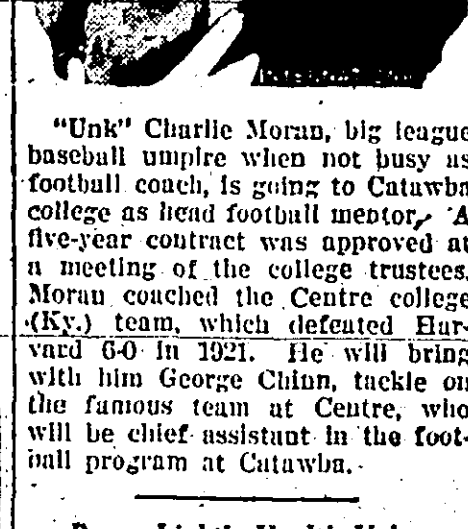 "Unk" Charlie Moran, big league
baseball umpire when not busy as
football coach, is going to Catawba
college as head football mentor. A
five-year contract was approved at
a meeting of the college trustees.
Moran coached the Centre college
(Ky.) team, which defeated Har-
vard 6-0 in 1921. He will bring
with him George Chinn, tackle on
the famous team at Centre, who
will be chief assistant in the foot-
ball program at Catawba.